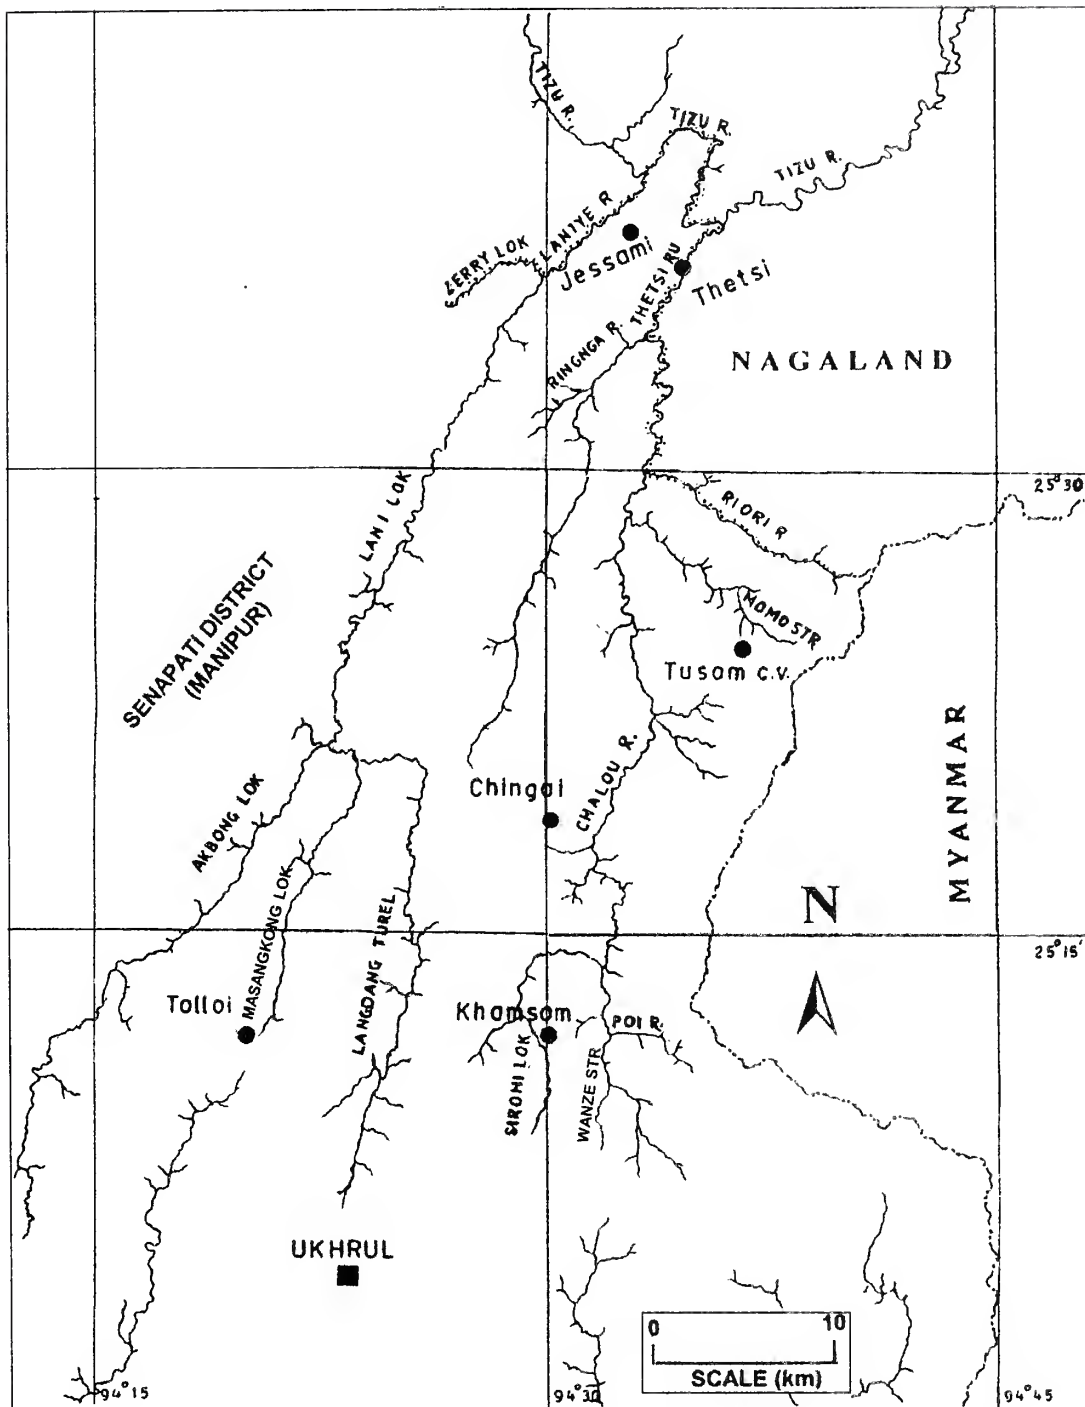 TIZU R.
TIZU R.
TIZU R.
ZERRY LOK
LANIYE R
Jessami
THETSI RU
Thetsi
RINGNGA R.
NAGALAND
LANI LOK
25°30
RIORI R
SENAPATI DISTRICT
(MANIPUR)
MOMO STR
Tusom c.v.
MYANMAR
CHALOU R.
Chingai
AKBONG LOK
MASANGKONG LOK
LANGDANG TUREL
N
25°15'
Tolloi
Khamsom
POI R.
SIROHI LOK
WANZE STR
UKHRUL
0 10
SCALE (km)
94°15
94°30
94°45